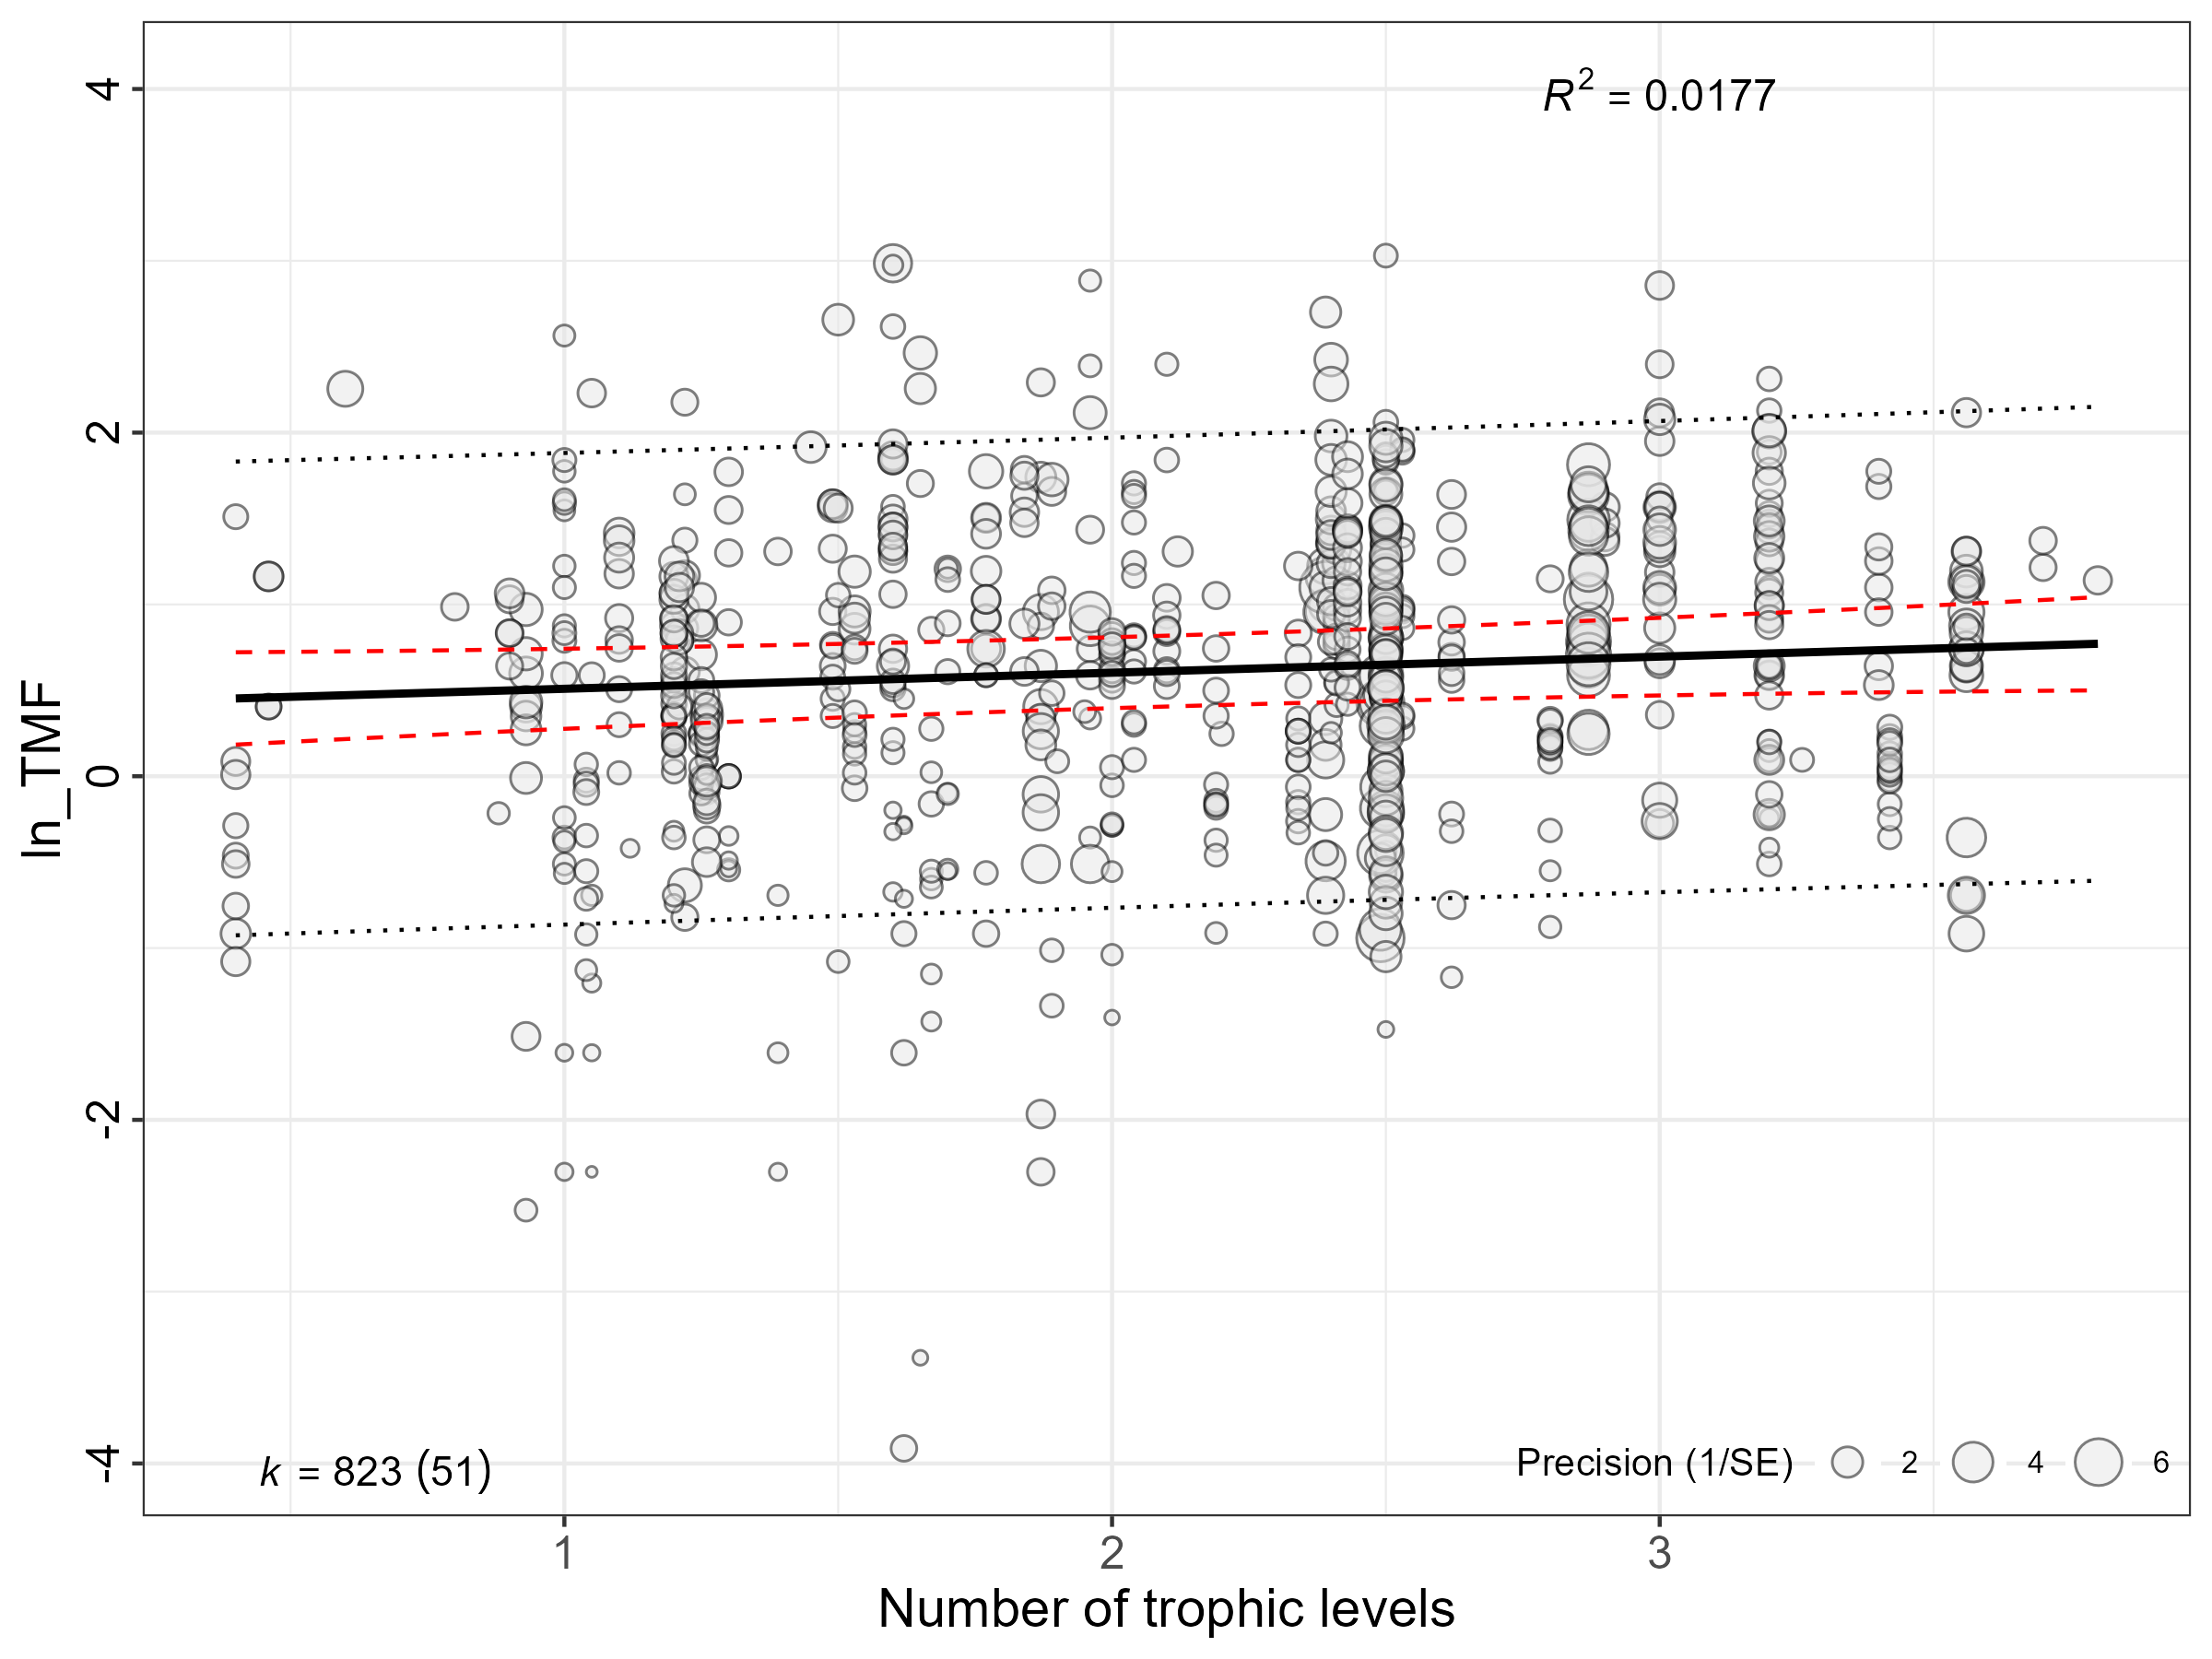 R² = 0.0177
4
2
0
-2
-4
ln_TMF
k = 823 (51)
Precision (1/SE) 2 4 6
1 2 3
Number of trophic levels